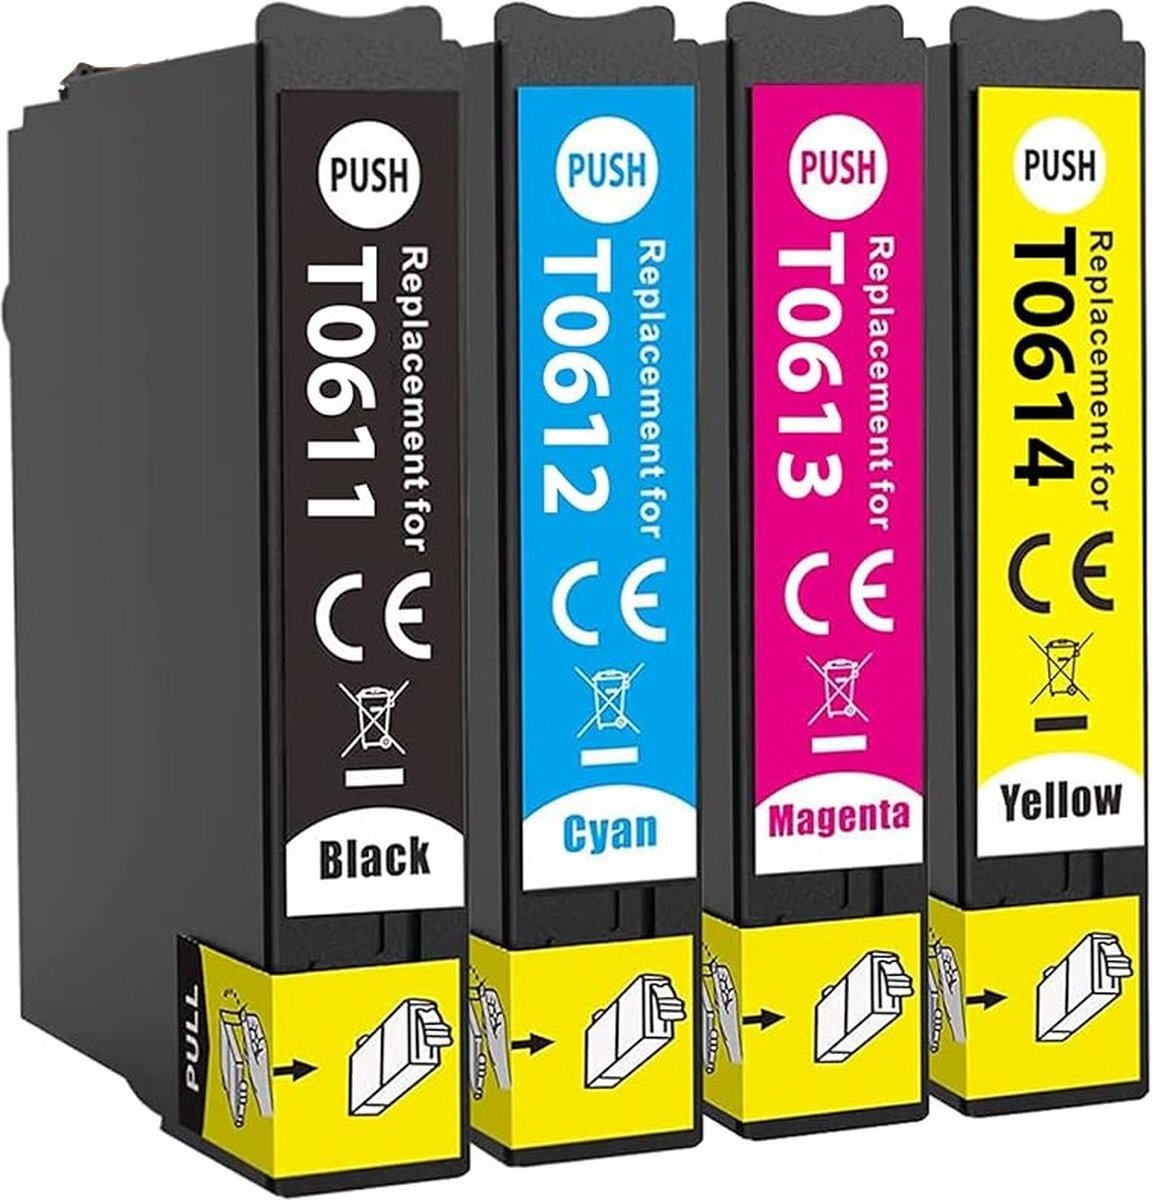 PUSH
Replacement for
T0611
CE
Black
PULL
PUSH
Replacement for
T0612
CE
Cyan
PUSH
Replacement for
T0613
CE
Magenta
PUSH
Replacement for
T0614
CE
Yellow